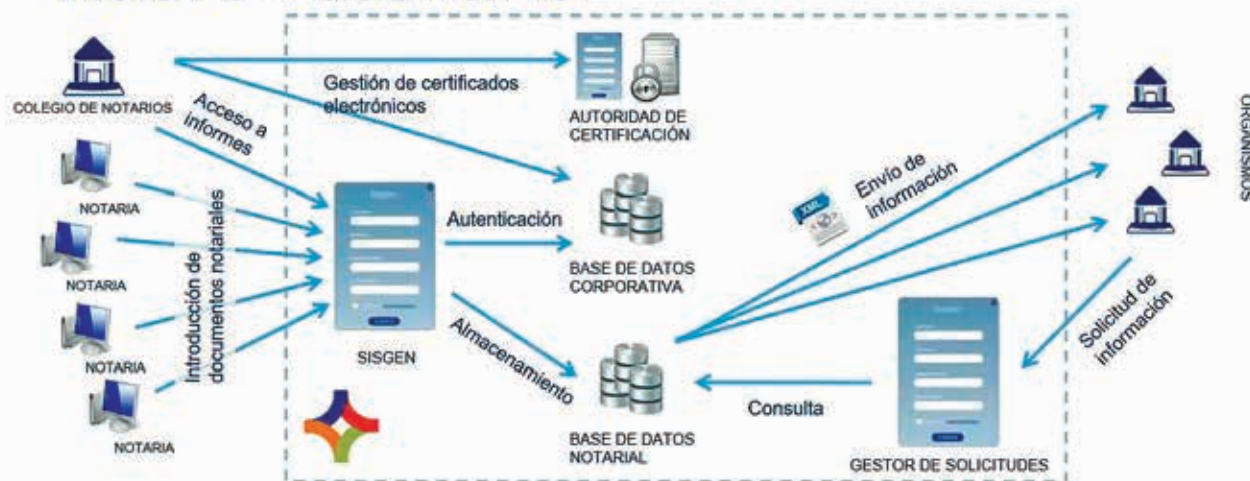 COLEGIO DE NOTARIOS
Gestión de certificados
electrónicos
AUTORIDAD DE
CERTIFICACIÓN
Acceso a
informes
NOTARIA
NOTARIA
NOTARIA
NOTARIA
Introducción de
documentos notariales
SISGEN
Autenticación
BASE DE DATOS
CORPORATIVA
Almacenamiento
BASE DE DATOS
NOTARIAL
XML
Envío de
información
ORGANISMOS
Solicitud de
información
Consulta
GESTOR DE SOLICITUDES